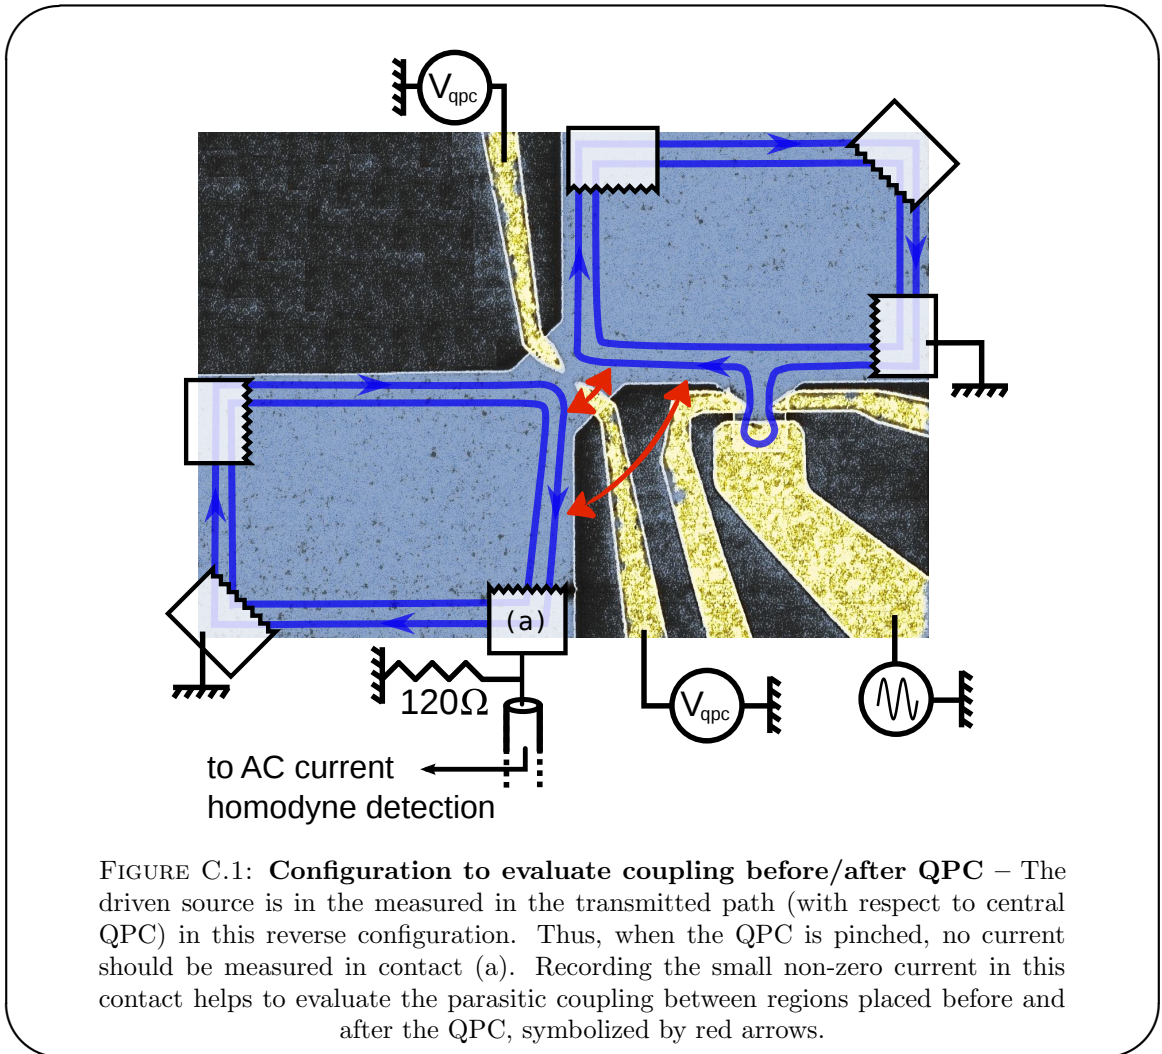 Vqpc
(a)
120Ω
Vqpc
to AC current
homodyne detection
FIGURE C.1: Configuration to evaluate coupling before/after QPC – The
driven source is in the measured in the transmitted path (with respect to central
QPC) in this reverse configuration. Thus, when the QPC is pinched, no current
should be measured in contact (a). Recording the small non-zero current in this
contact helps to evaluate the parasitic coupling between regions placed before and
after the QPC, symbolized by red arrows.